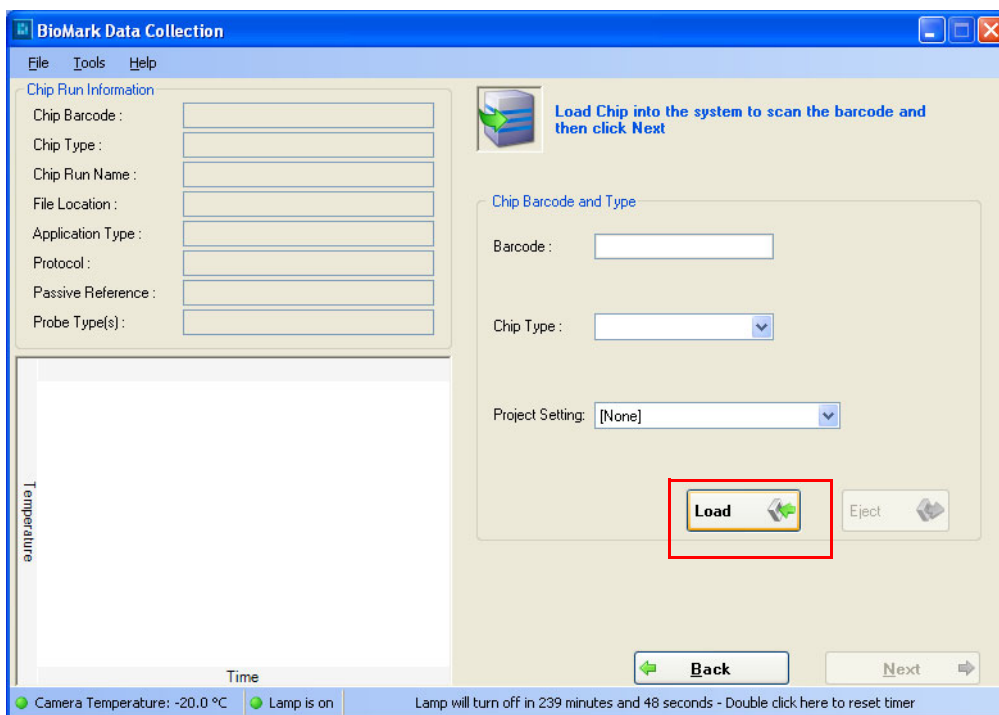 BioMark Data Collection
File Tools Help
Chip Run Information
Chip Barcode :
Chip Type :
Chip Run Name :
File Location :
Application Type :
Protocol :
Passive Reference :
Probe Type(s) :
Temperature
Time
Load Chip into the system to scan the barcode and
then click Next
Chip Barcode and Type
Barcode :
Chip Type :
Project Setting: [None]
Load Eject
Back Next
Camera Temperature: -20.0 ºC Lamp is on Lamp will turn off in 239 minutes and 48 seconds - Double click here to reset timer